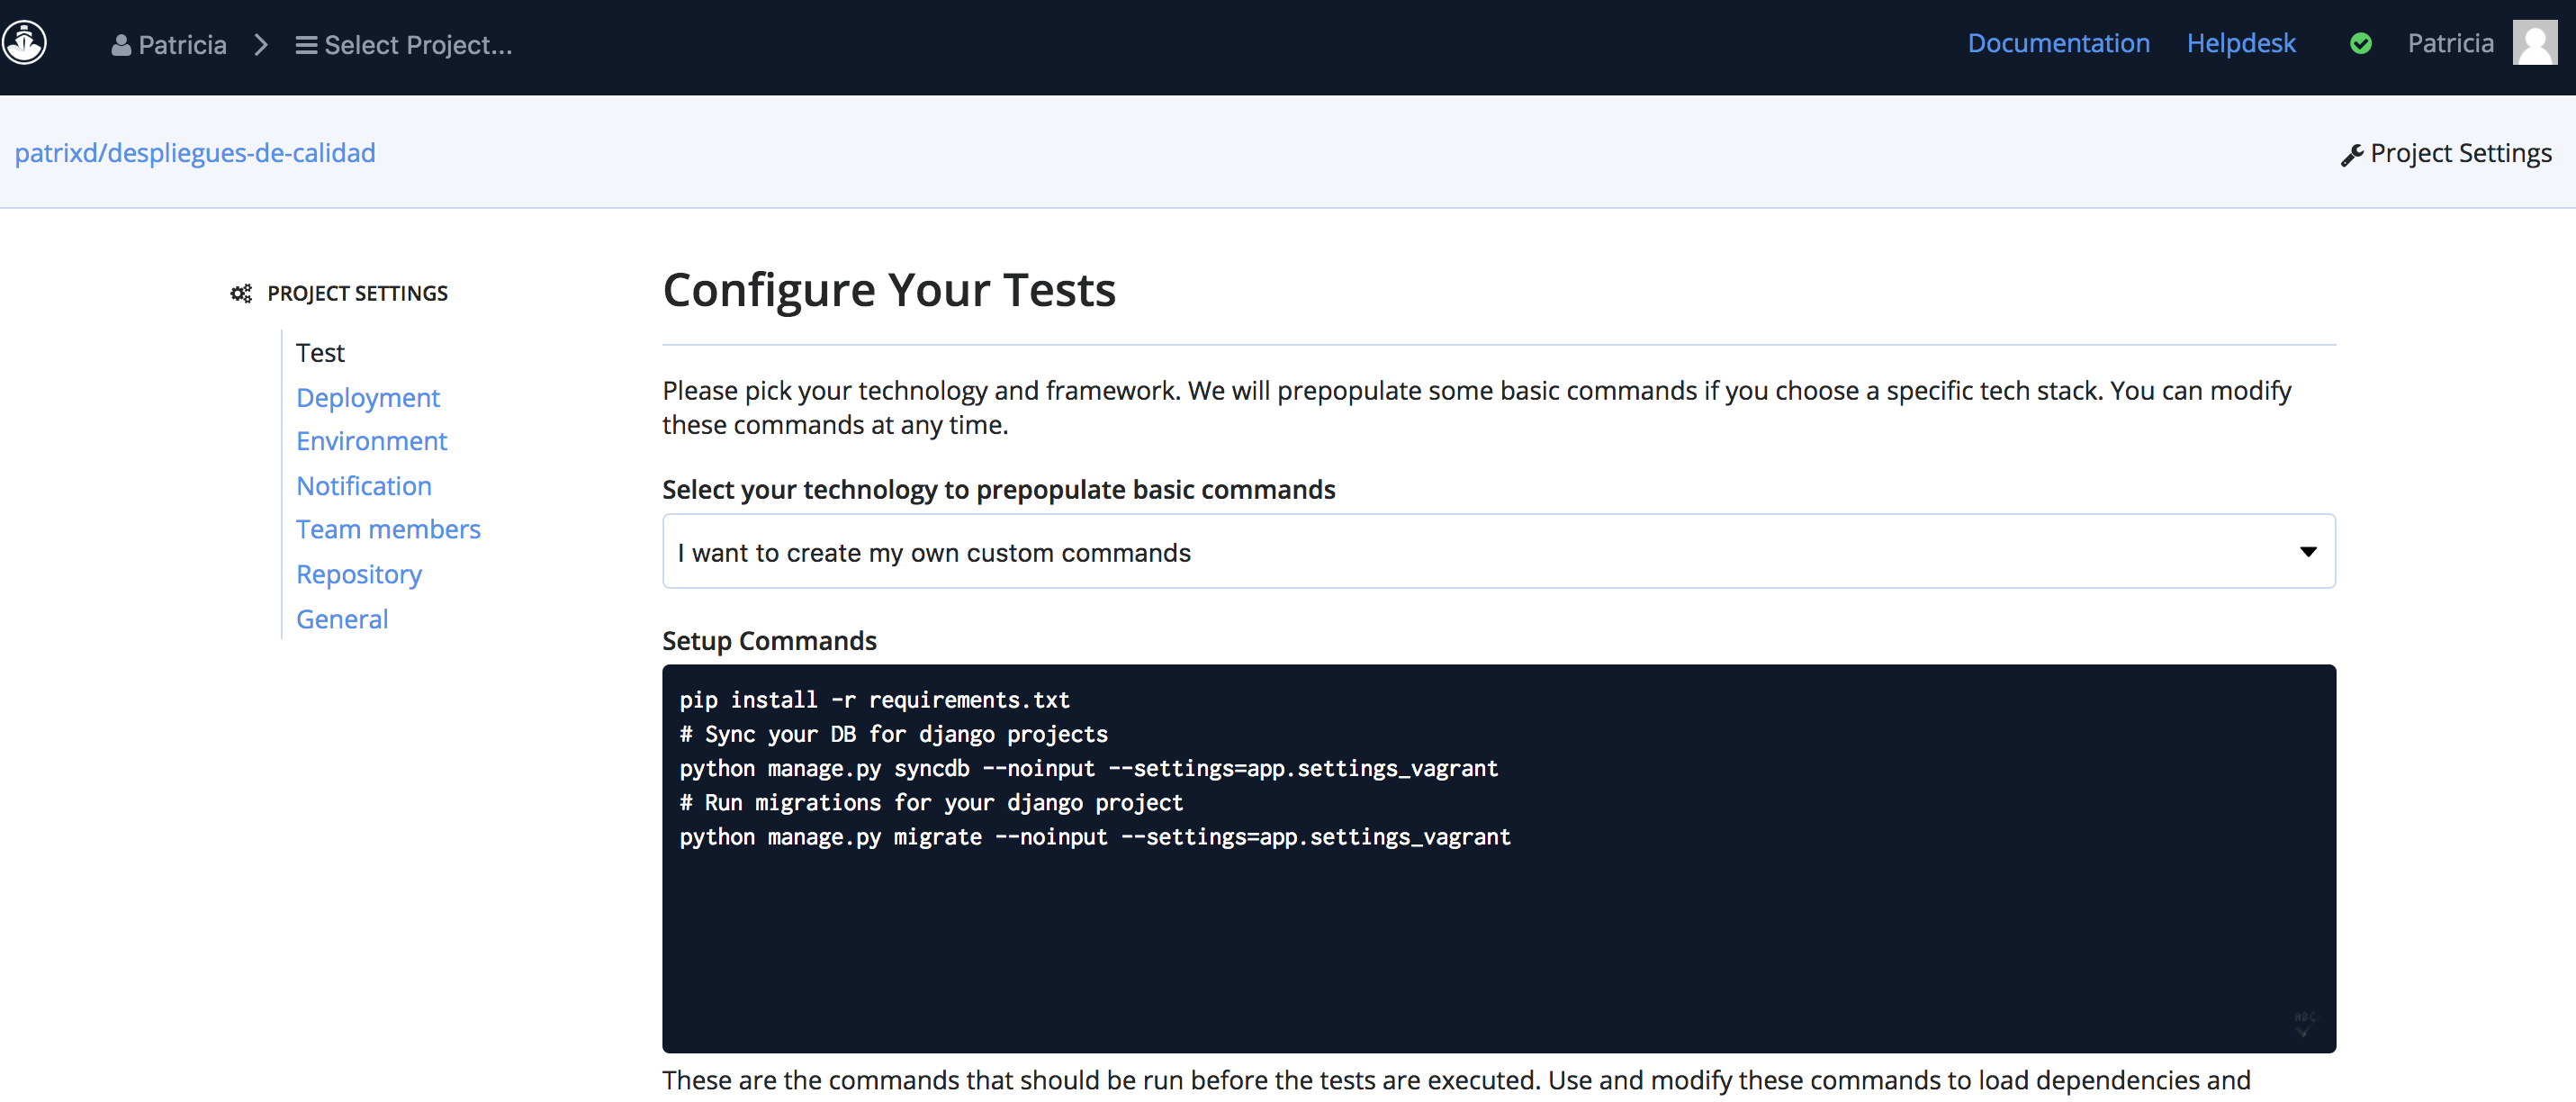 Patricia
Select Project...
Documentation
Helpdesk
Patricia
patrixd/despliegues-de-calidad
Project Settings
PROJECT SETTINGS
Test
Deployment
Environment
Notification
Team members
Repository
General
Configure Your Tests
Please pick your technology and framework. We will prepopulate some basic commands if you choose a specific tech stack. You can modify
these commands at any time.
Select your technology to prepopulate basic commands
I want to create my own custom commands
Setup Commands
pip install -r requirements.txt
# Sync your DB for django projects
python manage.py syncdb --noinput --settings=app.settings_vagrant
# Run migrations for your django project
python manage.py migrate --noinput --settings=app.settings_vagrant
These are the commands that should be run before the tests are executed. Use and modify these commands to load dependencies and